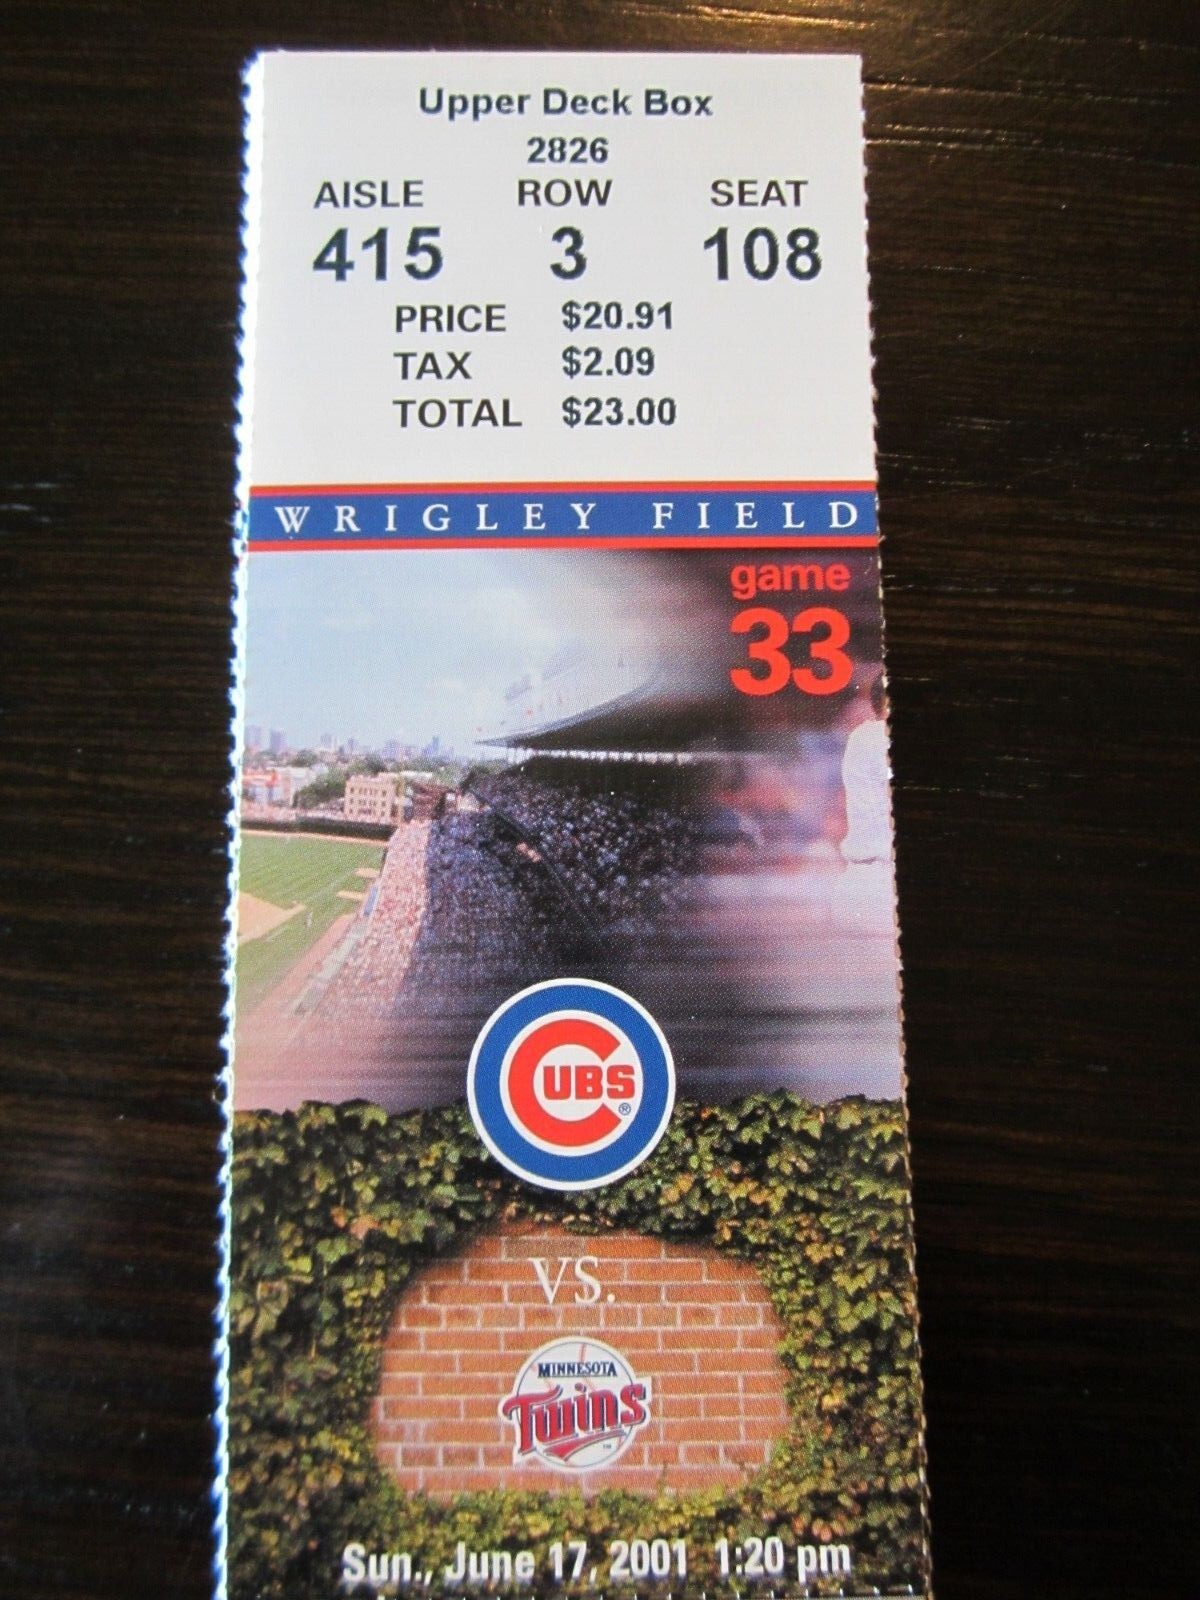 Upper Deck Box
2826
AISLE ROW SEAT
415 3 108
PRICE $20.91
TAX $2.09
TOTAL $23.00
WRIGLEY FIELD
game
33
CUBS ®
VS.
MINNESOTA
Twins ™
Sun., June 17, 2001 1:20 pm